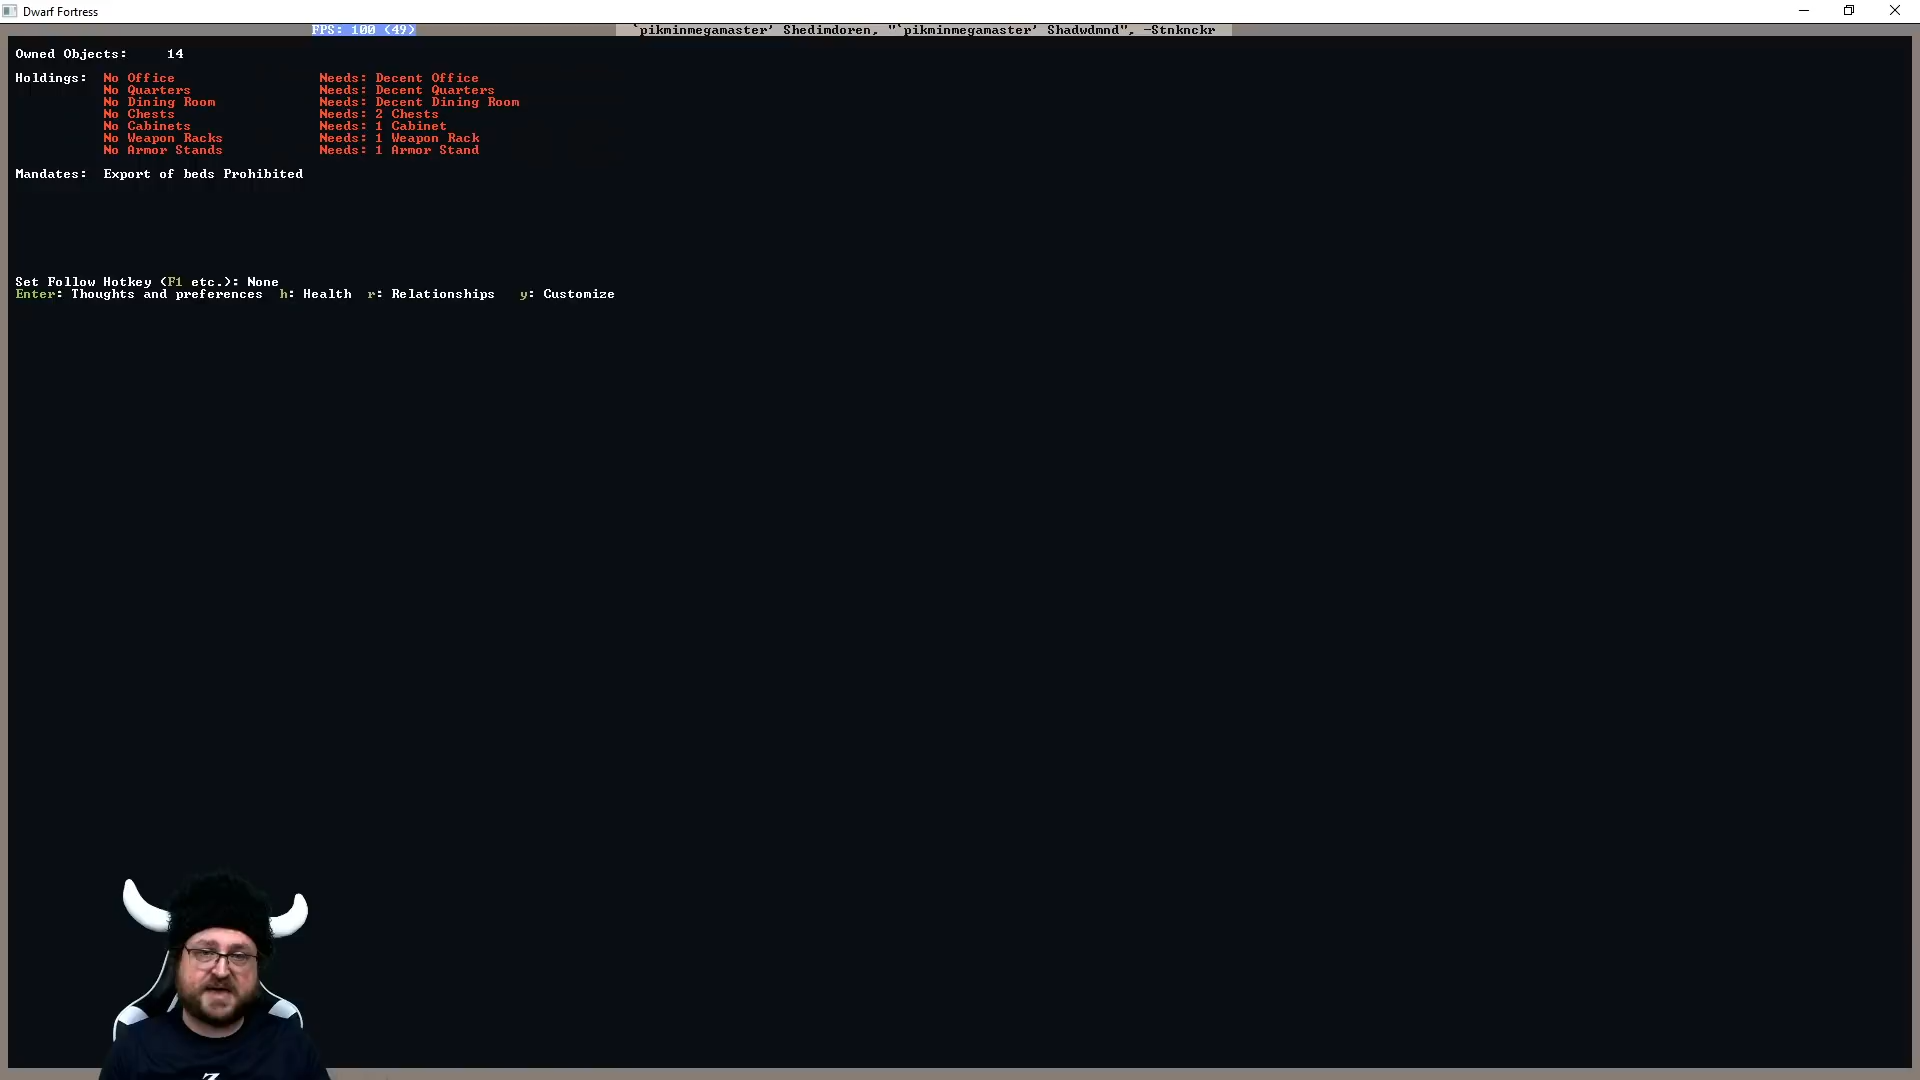 Dwarf Fortress
FPS: 100 (49)
`pikminmegamaster' Shedimdoren, "`pikminmegamaster' Shadwdmnd", -Stnknckr
Owned Objects: 14
Holdings: No Office Needs: Decent Office
No Quarters Needs: Decent Quarters
No Dining Room Needs: Decent Dining Room
No Chests Needs: 2 Chests
No Cabinets Needs: 1 Cabinet
No Weapon Racks Needs: 1 Weapon Rack
No Armor Stands Needs: 1 Armor Stand
Mandates: Export of beds Prohibited
Set Follow Hotkey (F1 etc.): None
Enter: Thoughts and preferences h: Health r: Relationships y: Customize